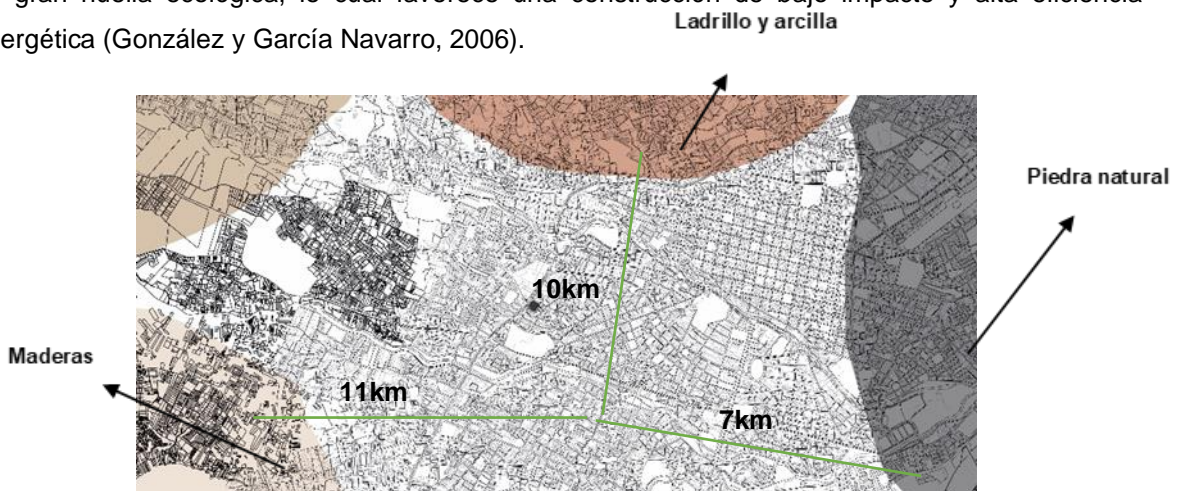 gran huella ecológica, lo cual favorece una construcción de bajo impacto y alta eficiencia
ergética (González y García Navarro, 2006).
Ladrillo y arcilla
Piedra natural
10km
Maderas
11km
7km